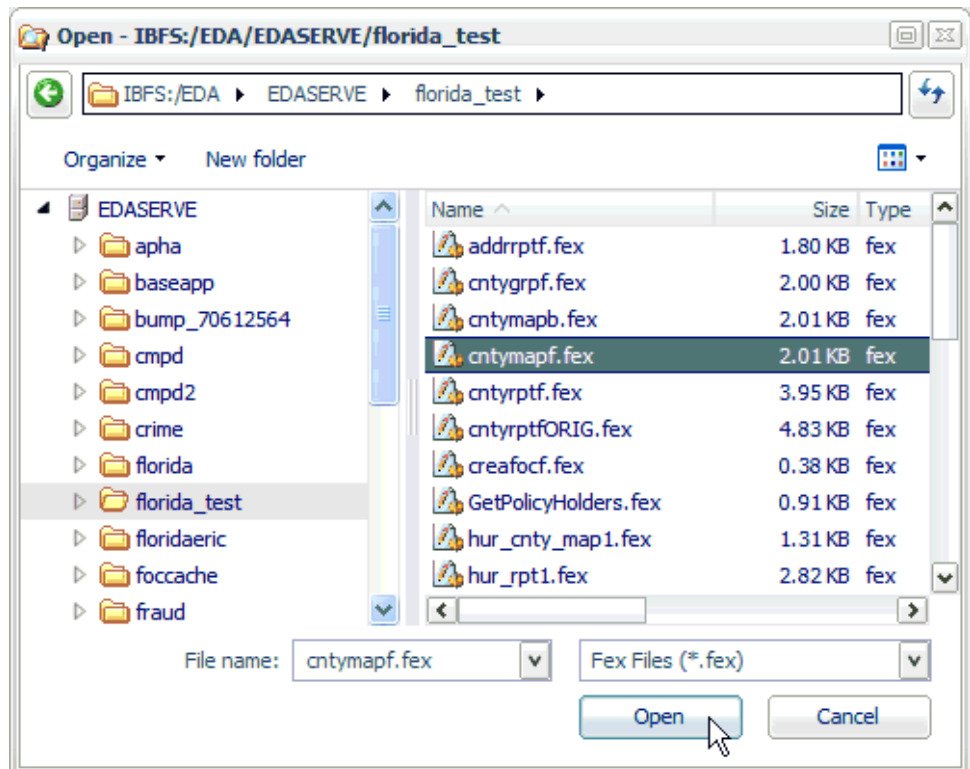 Open - IBFS:/EDA/EDASERVE/florida_test
IBFS:/EDA EDASERVE florida_test
Organize New folder
EDASERVE
apha
baseapp
bump_70612564
cmpd
cmpd2
crime
florida
florida_test
floridaeric
foccache
fraud
Name Size Type
addrrptf.fex 1.80 KB fex
cntygrpf.fex 2.00 KB fex
cntymapb.fex 2.01 KB fex
cntymapf.fex 2.01 KB fex
cntyrptf.fex 3.95 KB fex
cntyrptfORIG.fex 4.83 KB fex
creafocf.fex 0.38 KB fex
GetPolicyHolders.fex 0.91 KB fex
hur_cnty_map1.fex 1.31 KB fex
hur_rpt1.fex 2.82 KB fex
File name: cntymapf.fex Fex Files (*.fex)
Open Cancel